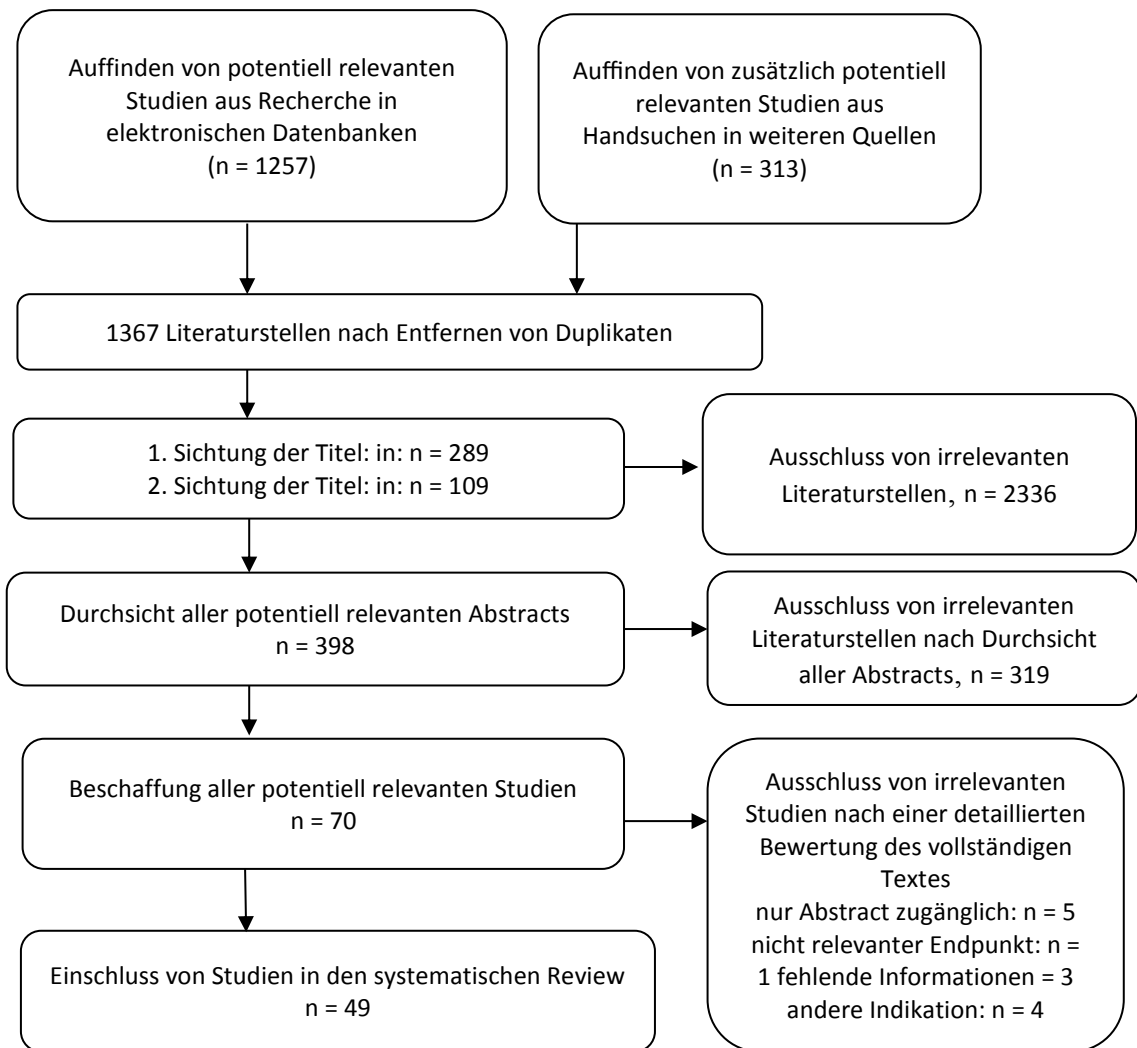 Auffinden von potentiell relevanten
Studien aus Recherche in
elektronischen Datenbanken
(n = 1257)
Auffinden von zusätzlich potentiell
relevanten Studien aus
Handsuchen in weiteren Quellen
(n = 313)
1367 Literaturstellen nach Entfernen von Duplikaten
1. Sichtung der Titel: in: n = 289
2. Sichtung der Titel: in: n = 109
Ausschluss von irrelevanten
Literaturstellen, n = 2336
Durchsicht aller potentiell relevanten Abstracts
n = 398
Ausschluss von irrelevanten
Literaturstellen nach Durchsicht
aller Abstracts, n = 319
Beschaffung aller potentiell relevanten Studien
n = 70
Ausschluss von irrelevanten
Studien nach einer detaillierten
Bewertung des vollständigen
Textes
nur Abstract zugänglich: n = 5
nicht relevanter Endpunkt: n =
1 fehlende Informationen = 3
andere Indikation: n = 4
Einschluss von Studien in den systematischen Review
n = 49